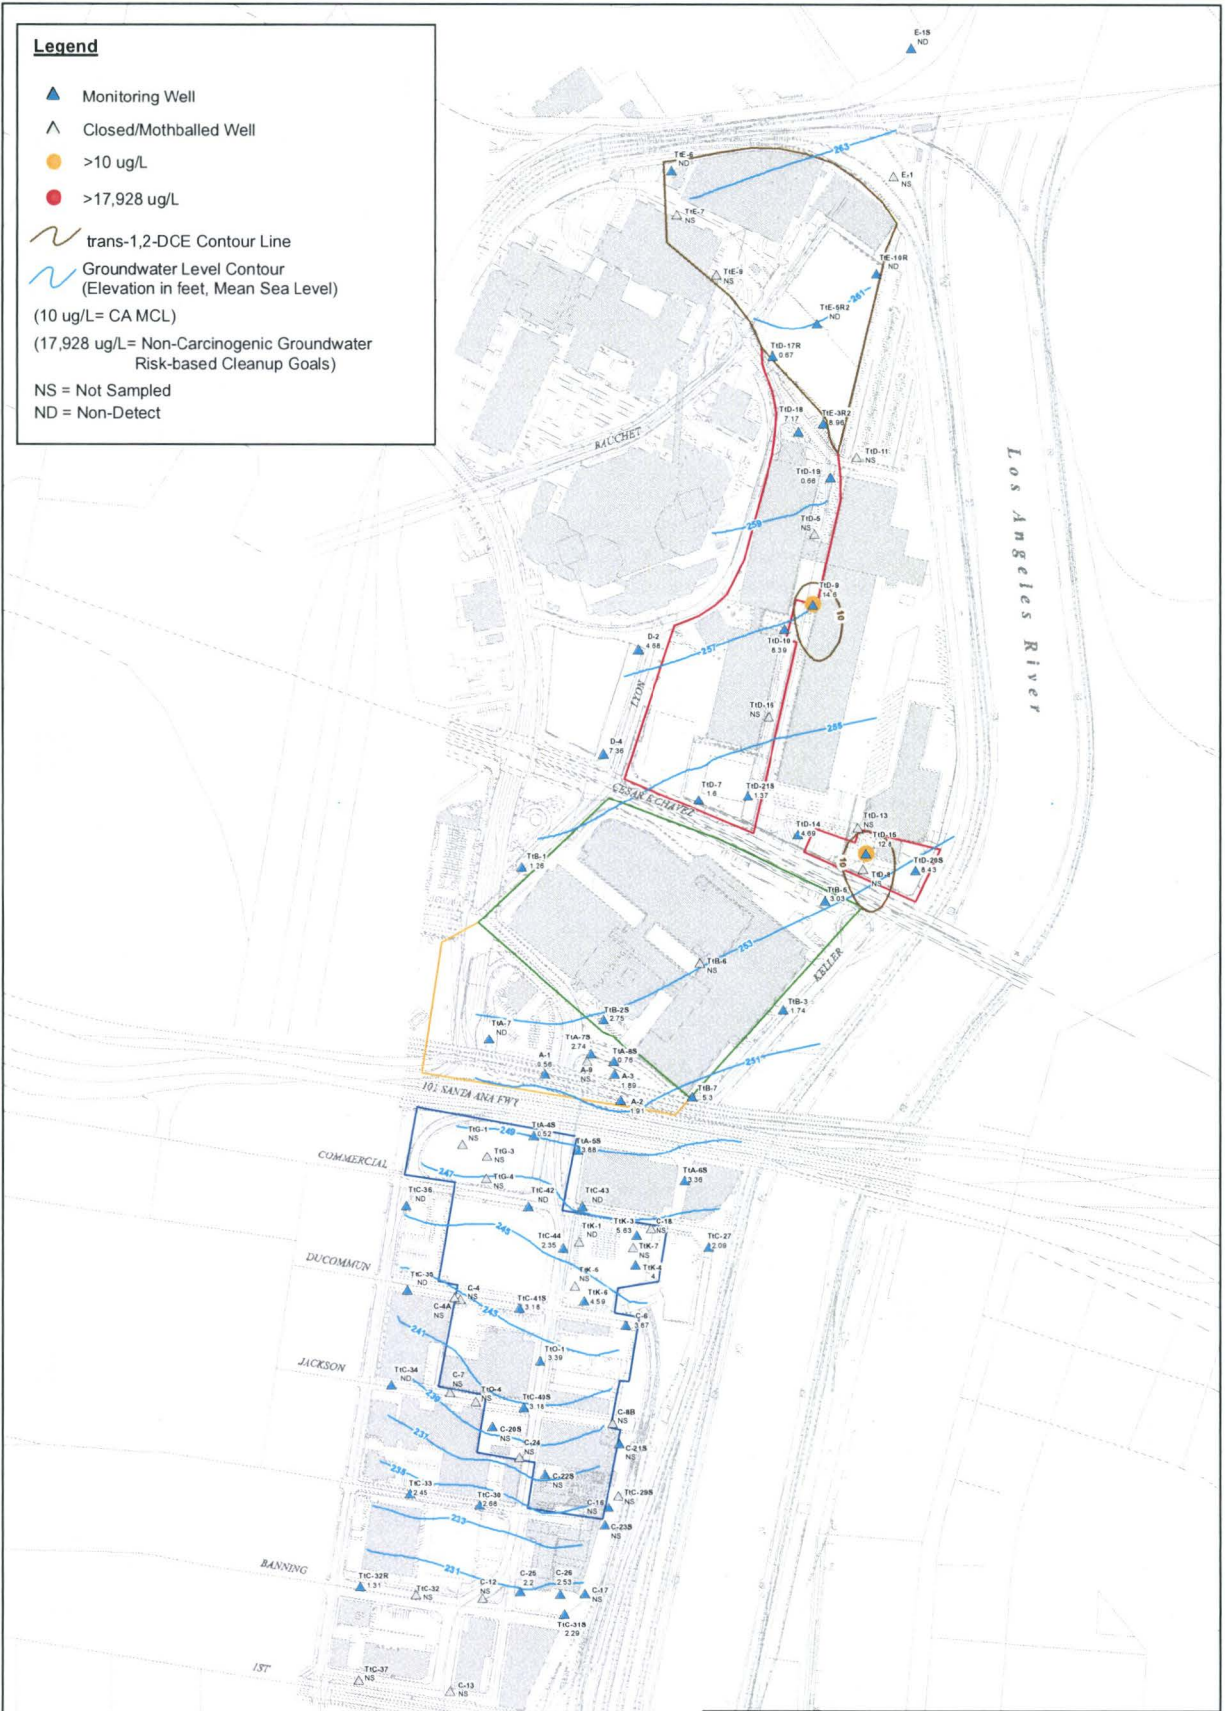 Legend
Monitoring Well
Closed/Mothballed Well
>10 ug/L
>17,928 ug/L
trans-1,2-DCE Contour Line
Groundwater Level Contour
(Elevation in feet, Mean Sea Level)
(10 ug/L= CA MCL)
(17,928 ug/L= Non-Carcinogenic Groundwater
Risk-based Cleanup Goals)
NS = Not Sampled
ND = Non-Detect
E-1S
ND
263
TtE-6
ND
E-1
NS
TtE-7
NS
TtE-10R
ND
261
TtE-5R2
ND
NS
TtD-17R
0.67
TtD-18
7.17
TtE-3R2
8.96
BAUCHET
TtD-11
NS
Los Angeles River
TtD-19
0.66
TtD-5
NS
259
TtD-9
14.6
10
D-2
4.68
257
LYON
TtD-16
NS
255
D-4
7.36
TtD-7
1.6
TtD-21S
1.37
CESAR E CHAVEZ
TtD-14
4.69
TtD-13
NS
TtD-15
10
NS
TtD-20S
8.43
TtB-1
1.26
TtB-5
3.03
253
TtB-6
NS
KELLER
TtB-3
1.74
TtB-2S
2.75
TtA-7
ND
TtA-7S
2.74
TtA-8S
0.76
A-1
A-9
NS
A-3
1.89
251
A-2
1.91
TtB-7
5.3
101 SANTA ANA FWY
249
TtA-4S
0.52
TtG-1
NS
TtA-5S
3.68
TtG-3
NS
COMMERCIAL
247
TtG-4
NS
TtA-6S
3.36
TtC-36
ND
TtC-42
ND
TtC-43
ND
245
TtK-1
ND
TtK-3
5.63
C-18
NS
TtC-44
2.35
TtK-7
NS
TtC-27
2.09
DUCOMMUN
TtK-4
4
TtK-5
NS
TtC-35
ND
C-4
NS
C-4A
NS
243
TtC-41S
3.16
TtK-6
4.59
C-6
3.67
241
JACKSON
TtO-1
3.39
TtC-34
ND
C-7
NS
TtO-4
NS
239
TtC-40S
3.16
C-8B
NS
237
C-20S
NS
C-21S
NS
C-24
NS
235
C-22S
NS
TtC-33
2.45
TtC-30
2.66
C-16
NS
TtC-29S
NS
233
C-23S
NS
BANNING
231
TtC-32R
1.31
TtC-32
NS
C-12
NS
C-25
2.2
C-26
2.53
C-17
NS
TtC-31S
2.29
1ST
TtC-37
NS
C-13
NS